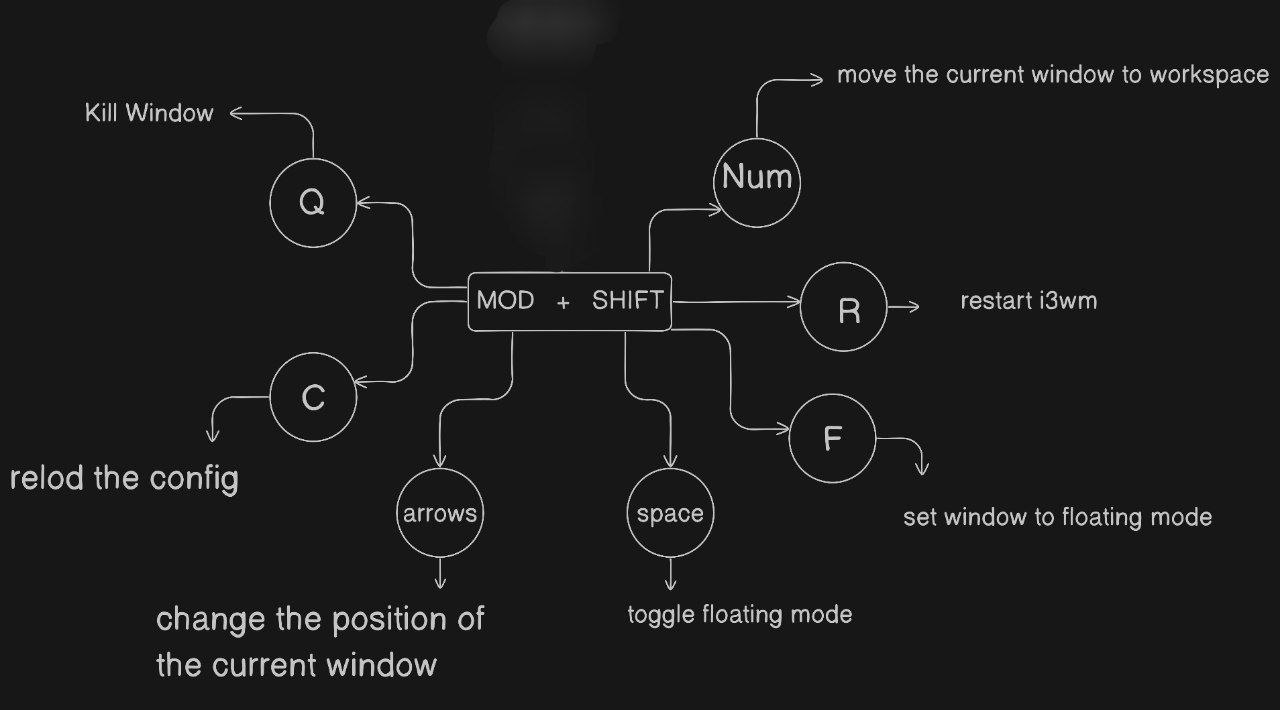 move the current window to workspace
Kill Window
Num
Q
MOD + SHIFT
R
restart i3wm
C
F
relod the config
arrows
space
set window to floating mode
change the position of
the current window
toggle floating mode